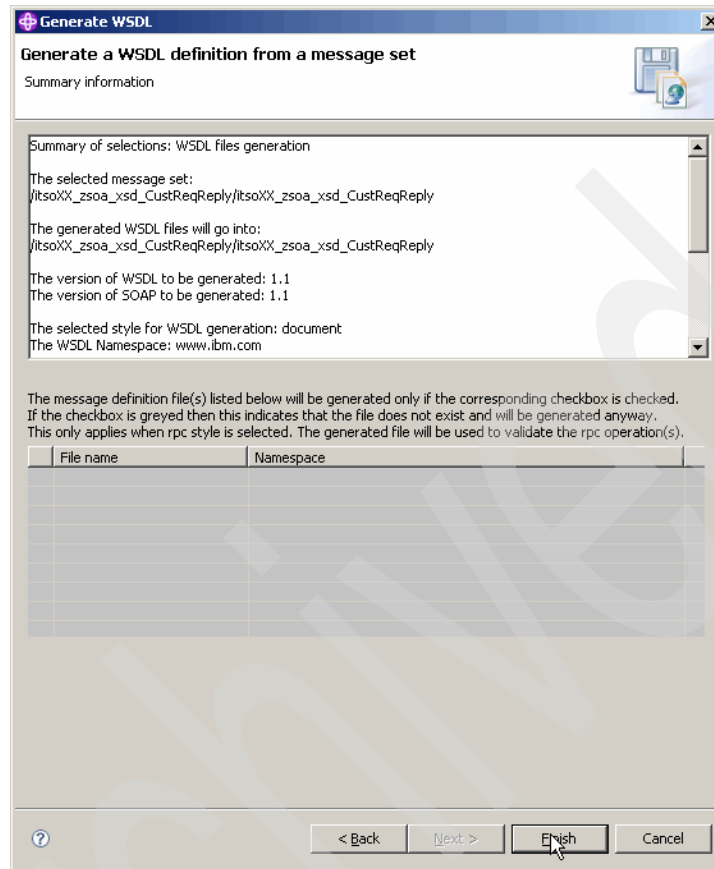 Generate WSDL
Generate a WSDL definition from a message set
Summary information
Summary of selections: WSDL files generation
The selected message set:
/itsoXX_zsoa_xsd_CustReqReply/itsoXX_zsoa_xsd_CustReqReply
The generated WSDL files will go into:
/itsoXX_zsoa_xsd_CustReqReply/itsoXX_zsoa_xsd_CustReqReply
The version of WSDL to be generated: 1.1
The version of SOAP to be generated: 1.1
The selected style for WSDL generation: document
The WSDL Namespace: www.ibm.com
The message definition file(s) listed below will be generated only if the corresponding checkbox is checked.
If the checkbox is greyed then this indicates that the file does not exist and will be generated anyway.
This only applies when rpc style is selected. The generated file will be used to validate the rpc operation(s).
File name Namespace
? < Back Next > Finish Cancel